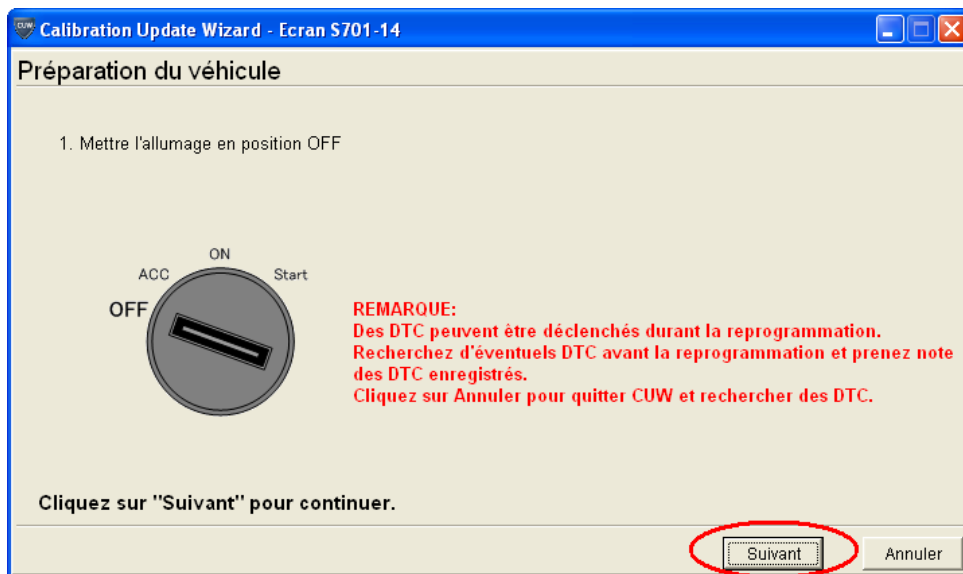 CUW
Calibration Update Wizard - Ecran S701-14
Préparation du véhicule
1. Mettre l'allumage en position OFF
ON
ACC
Start
OFF
REMARQUE:
Des DTC peuvent être déclenchés durant la reprogrammation.
Recherchez d'éventuels DTC avant la reprogrammation et prenez note
des DTC enregistrés.
Cliquez sur Annuler pour quitter CUW et rechercher des DTC.
Cliquez sur "Suivant" pour continuer.
Suivant
Annuler